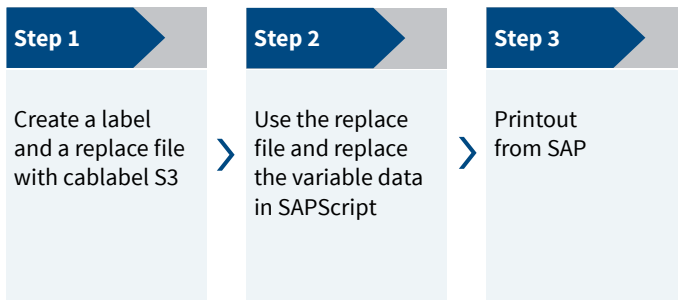 Step 1
Create a label
and a replace file
with cablabel S3
Step 2
Use the replace
file and replace
the variable data
in SAPScript
Step 3
Printout
from SAP